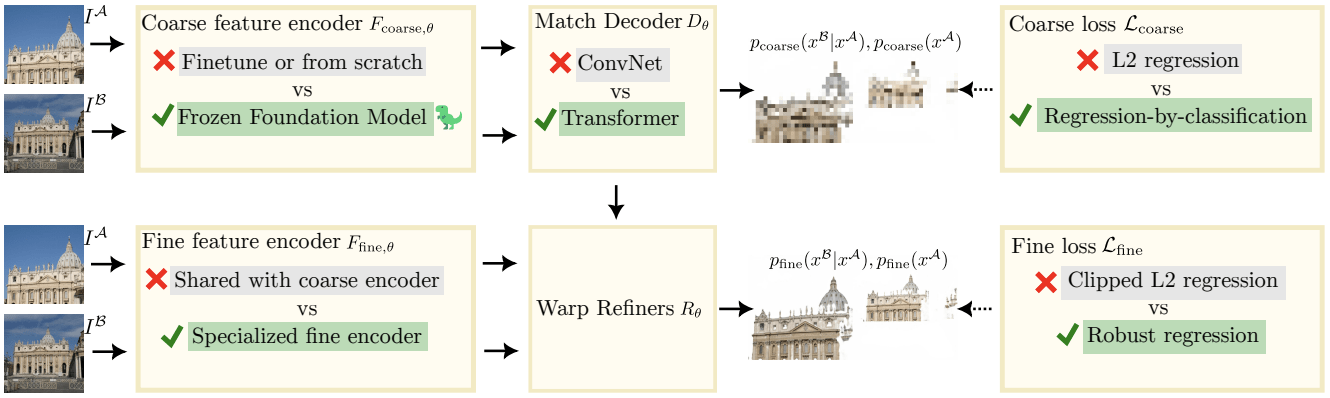 I^A
I^B
Coarse feature encoder F_coarse,θ
Finetune or from scratch
vs
Frozen Foundation Model
Match Decoder D_θ
ConvNet
vs
Transformer
p_coarse(x^B|x^A), p_coarse(x^A)
Coarse loss L_coarse
L2 regression
vs
Regression-by-classification
I^A
I^B
Fine feature encoder F_fine,θ
Shared with coarse encoder
vs
Specialized fine encoder
Warp Refiners R_θ
p_fine(x^B|x^A), p_fine(x^A)
Fine loss L_fine
Clipped L2 regression
vs
Robust regression